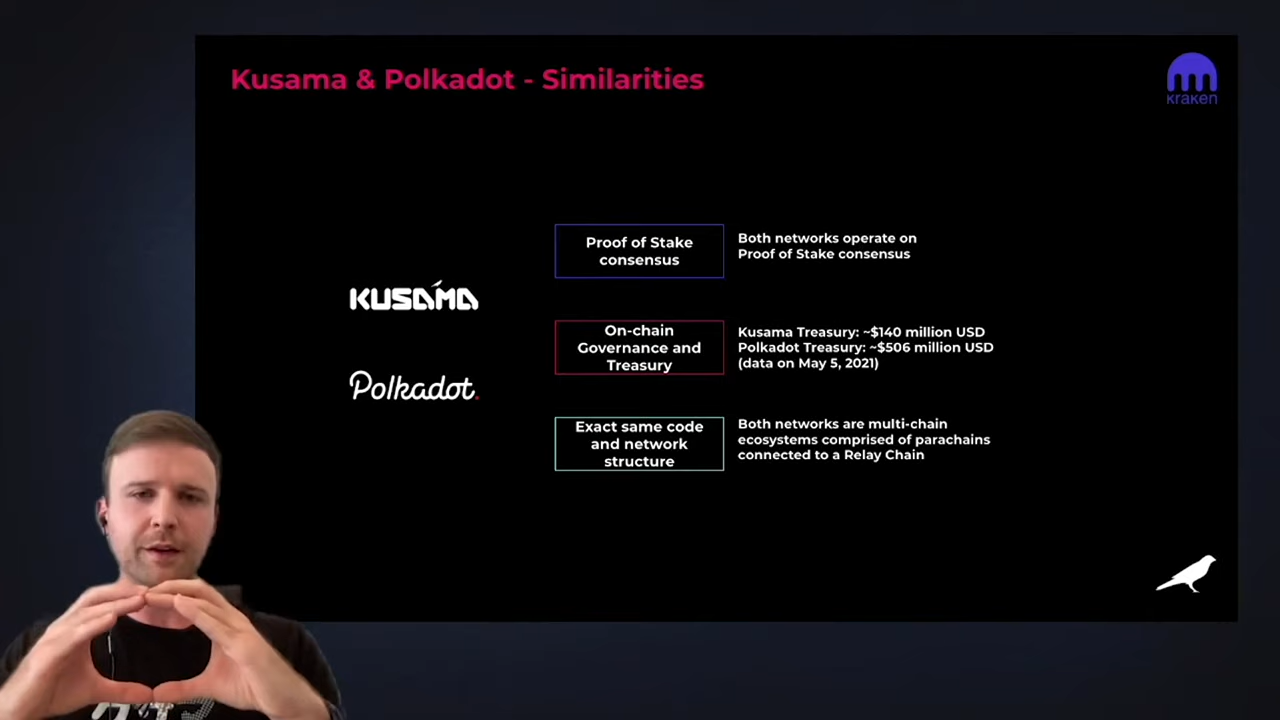 Kusama & Polkadot - Similarities
kraken
Proof of Stake
consensus
Both networks operate on
Proof of Stake consensus
KUSAMA
Polkadot.
On-chain
Governance and
Treasury
Kusama Treasury: ~$140 million USD
Polkadot Treasury: ~$506 million USD
(data on May 5, 2021)
Exact same code
and network
structure
Both networks are multi-chain
ecosystems comprised of parachains
connected to a Relay Chain